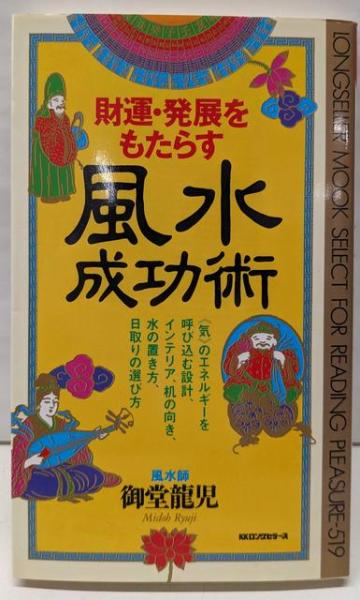 財運・発展を
もたらす
風水
成功術
〈気〉のエネルギーを
呼び込む設計、
インテリア、机の向き、
水の置き方、
日取りの選び方
風水師
御堂龍児
Midoh Ryuji
KKロングセラーズ
LONGSELLER MOOK SELECT FOR READING PLEASURE-519